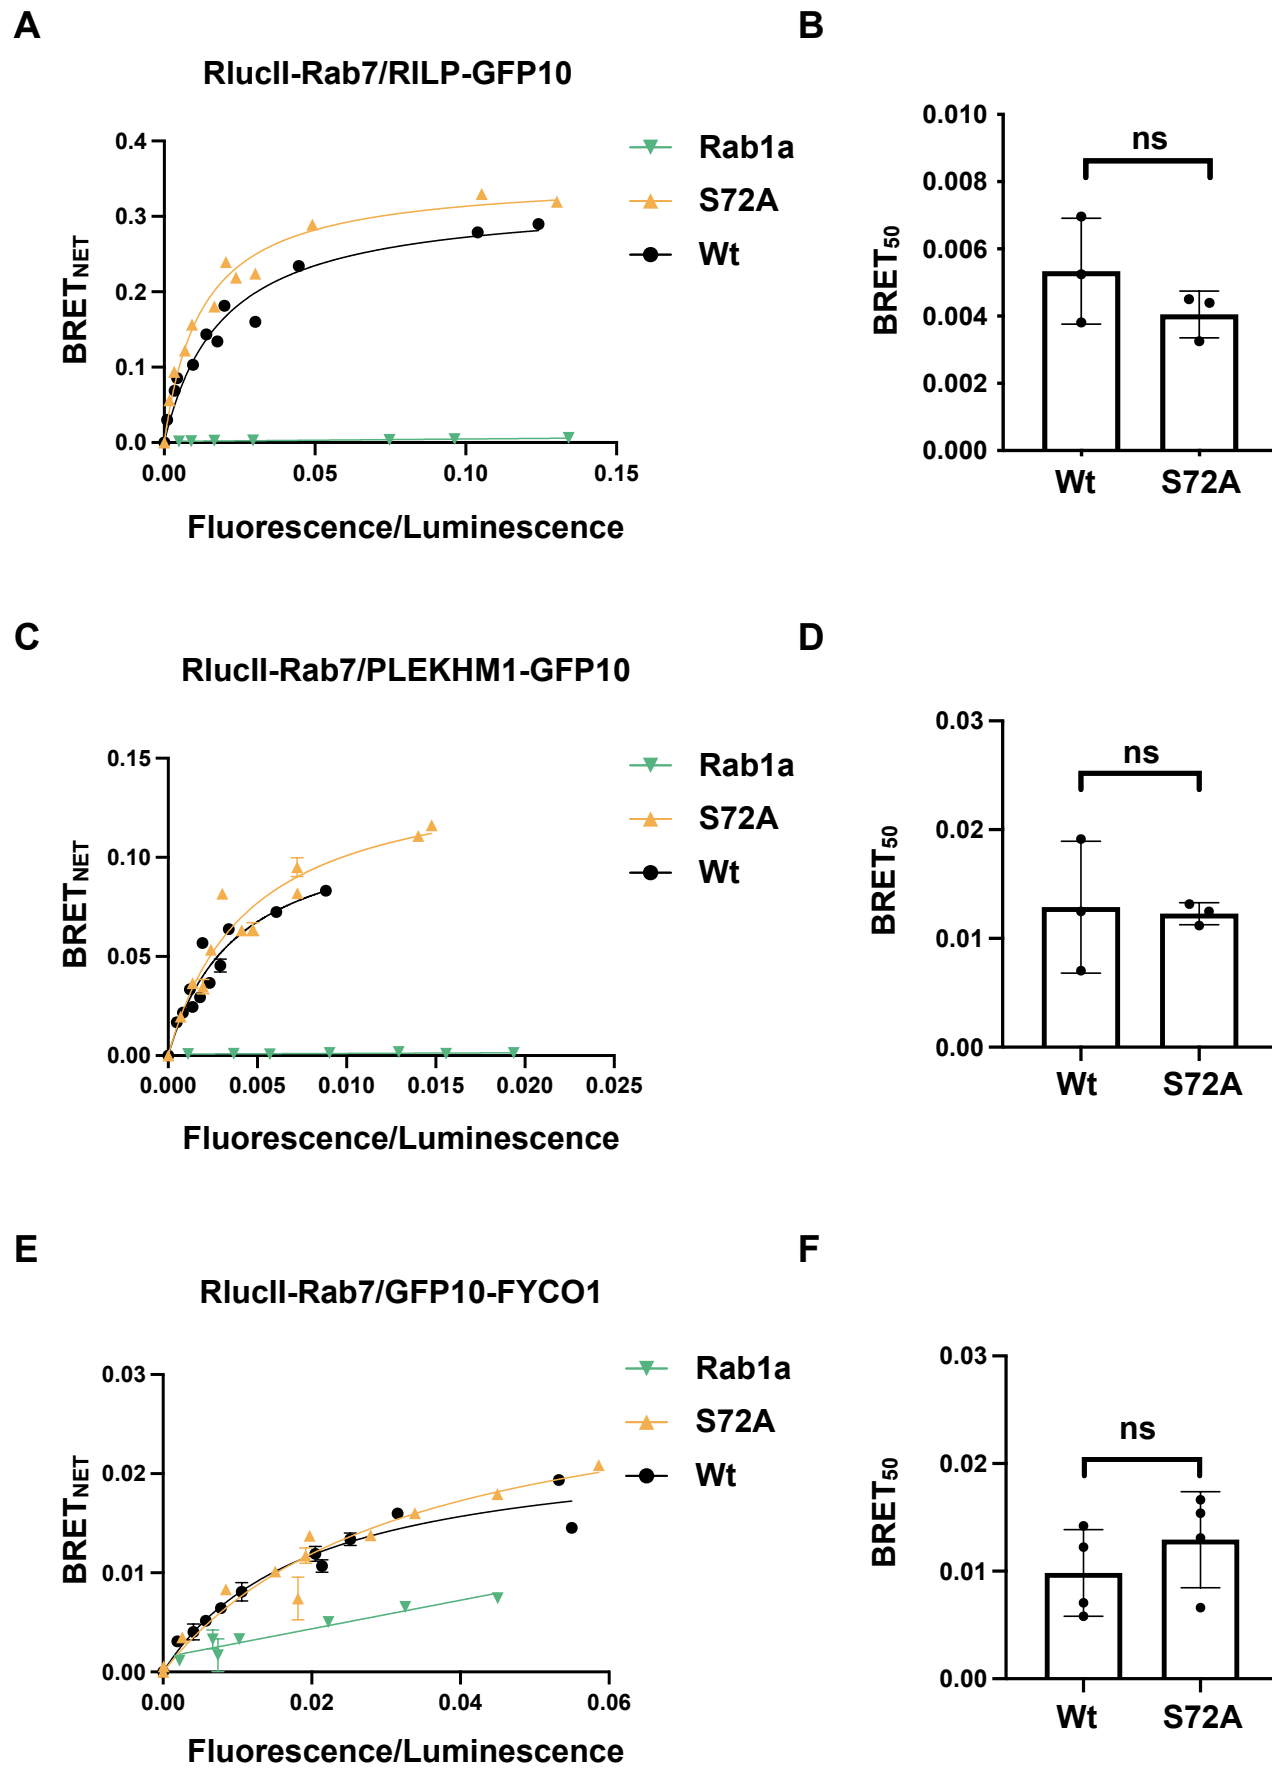 A
RlucII-Rab7/RILP-GFP10
BRETNET
0.4
0.3
0.2
0.1
0.0
0.00 0.05 0.10 0.15
Fluorescence/Luminescence
Rab1a
S72A
Wt
B
BRET50
0.010
0.008
0.006
0.004
0.002
0.000
ns
Wt S72A
C
RlucII-Rab7/PLEKHM1-GFP10
BRETNET
0.15
0.10
0.05
0.00
0.000 0.005 0.010 0.015 0.020 0.025
Fluorescence/Luminescence
Rab1a
S72A
Wt
D
BRET50
0.03
0.02
0.01
0.00
ns
Wt S72A
E
RlucII-Rab7/GFP10-FYCO1
BRETNET
0.03
0.02
0.01
0.00
0.00 0.02 0.04 0.06
Fluorescence/Luminescence
Rab1a
S72A
Wt
F
BRET50
0.03
0.02
0.01
0.00
ns
Wt S72A